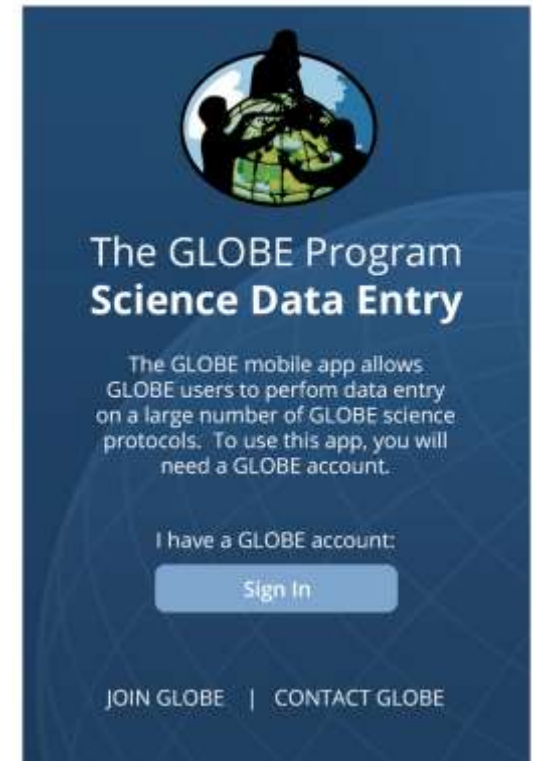 The GLOBE Program
Science Data Entry
The GLOBE mobile app allows
GLOBE users to perfom data entry
on a large number of GLOBE science
protocols. To use this app, you will
need a GLOBE account.
I have a GLOBE account:
Sign In
JOIN GLOBE | CONTACT GLOBE